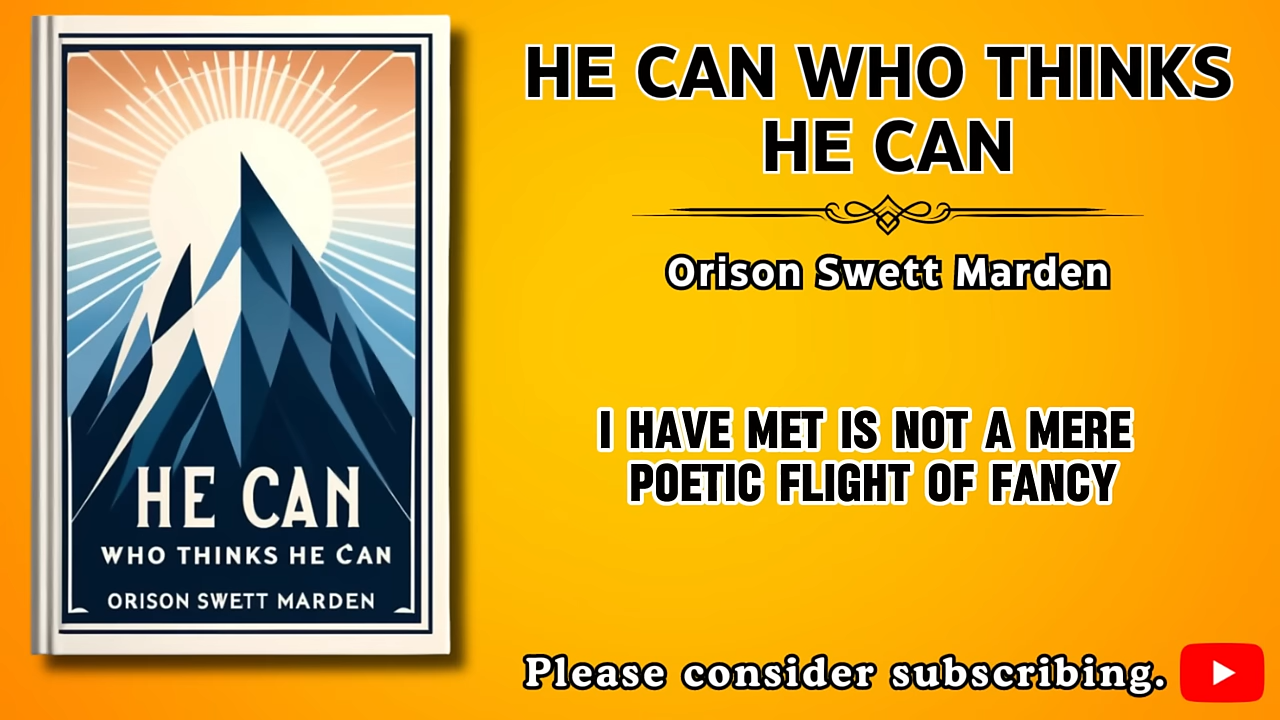 HE CAN
WHO THINKS HE CAN
ORISON SWETT MARDEN
HE CAN WHO THINKS
HE CAN
Orison Swett Marden
I HAVE MET IS NOT A MERE
POETIC FLIGHT OF FANCY
Please consider subscribing.